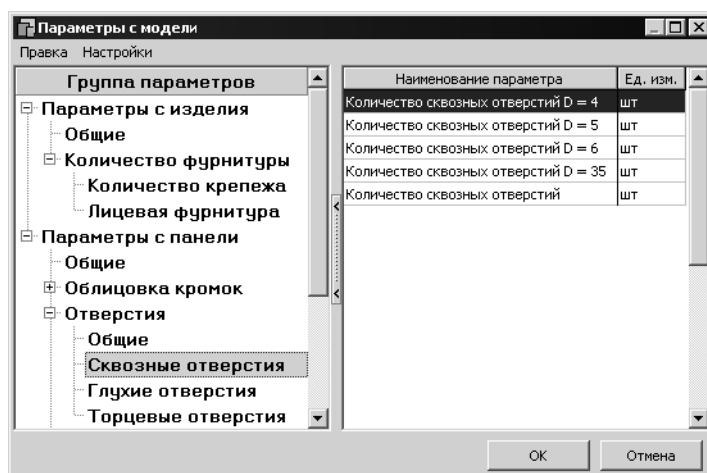 Параметры с модели
Правка Настройки
Группа параметров
Параметры с изделия
Общие
Количество фурнитуры
Количество крепежа
Лицевая фурнитура
Параметры с панели
Общие
Облицовка кромок
Отверстия
Общие
Сквозные отверстия
Глухие отверстия
Торцевые отверстия
Наименование параметра Ед. изм.
Количество сквозных отверстий D = 4 шт
Количество сквозных отверстий D = 5 шт
Количество сквозных отверстий D = 6 шт
Количество сквозных отверстий D = 35 шт
Количество сквозных отверстий шт
ОК Отмена